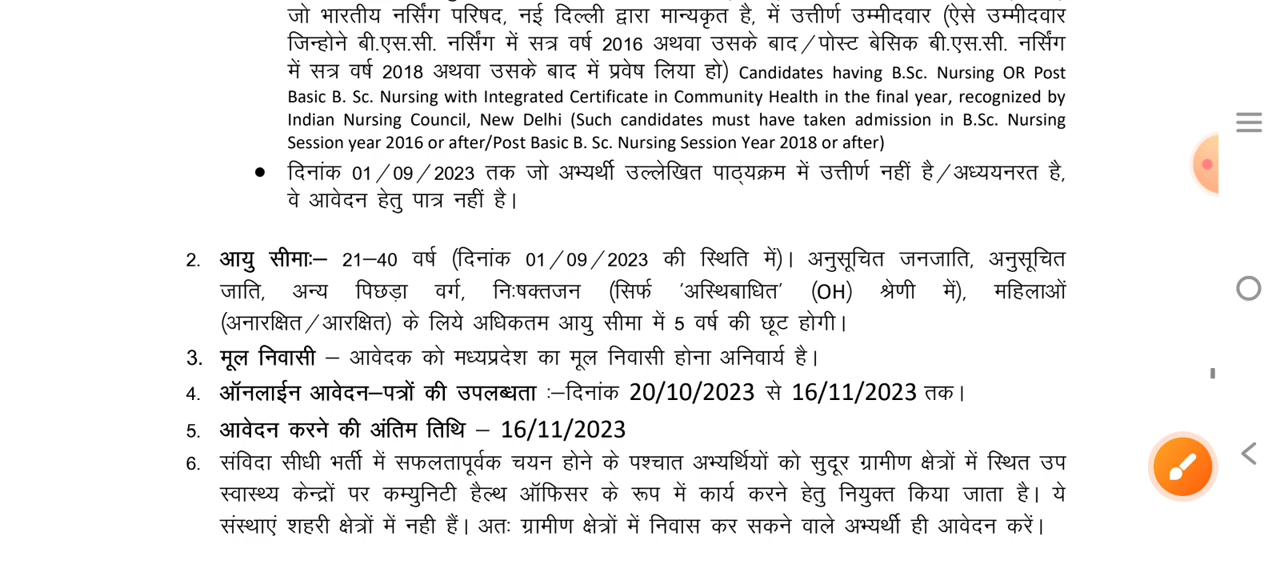 जो भारतीय नर्सिंग परिषद, नई दिल्ली द्वारा मान्यकृत है, में उत्तीर्ण उम्मीदवार (ऐसे उम्मीदवार
जिन्होने बी.एस.सी. नर्सिंग में सत्र वर्ष 2016 अथवा उसके बाद/पोस्ट बेसिक बी.एस.सी. नर्सिंग
में सत्र वर्ष 2018 अथवा उसके बाद में प्रवेष लिया हो) Candidates having B.Sc. Nursing OR Post
Basic B. Sc. Nursing with Integrated Certificate in Community Health in the final year, recognized by
Indian Nursing Council, New Delhi (Such candidates must have taken admission in B.Sc. Nursing
Session year 2016 or after/Post Basic B. Sc. Nursing Session Year 2018 or after)
• दिनांक 01/09/2023 तक जो अभ्यर्थी उल्लेखित पाठ्यक्रम में उत्तीर्ण नहीं है/अध्ययनरत है,
वे आवेदन हेतु पात्र नहीं है।
2. आयु सीमाः– 21–40 वर्ष (दिनांक 01/09/2023 की स्थिति में)। अनुसूचित जनजाति, अनुसूचित
जाति, अन्य पिछड़ा वर्ग, निःषक्तजन (सिर्फ 'अस्थिबाधित' (OH) श्रेणी में), महिलाओं
(अनारक्षित/आरक्षित) के लिये अधिकतम आयु सीमा में 5 वर्ष की छूट होगी।
3. मूल निवासी – आवेदक को मध्यप्रदेश का मूल निवासी होना अनिवार्य है।
4. ऑनलाईन आवेदन–पत्रों की उपलब्धता :–दिनांक 20/10/2023 से 16/11/2023 तक।
5. आवेदन करने की अंतिम तिथि – 16/11/2023
6. संविदा सीधी भर्ती में सफलतापूर्वक चयन होने के पश्चात अभ्यर्थियों को सुदूर ग्रामीण क्षेत्रों में स्थित उप
स्वास्थ्य केन्द्रों पर कम्युनिटी हैल्थ ऑफिसर के रूप में कार्य करने हेतु नियुक्त किया जाता है। ये
संस्थाएं शहरी क्षेत्रों में नही हैं। अतः ग्रामीण क्षेत्रों में निवास कर सकने वाले अभ्यर्थी ही आवेदन करें।